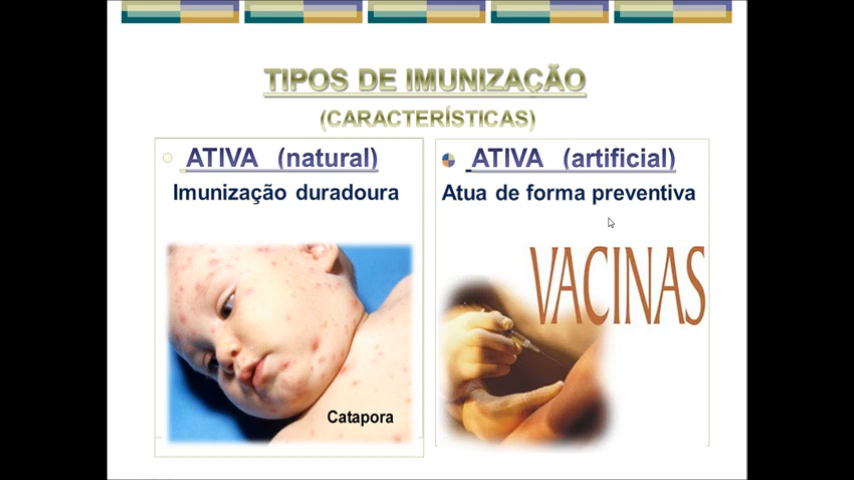 TIPOS DE IMUNIZAÇÃO
(CARACTERÍSTICAS)
ATIVA (natural)
Imunização duradoura
Catapora
ATIVA (artificial)
Atua de forma preventiva
VACINAS